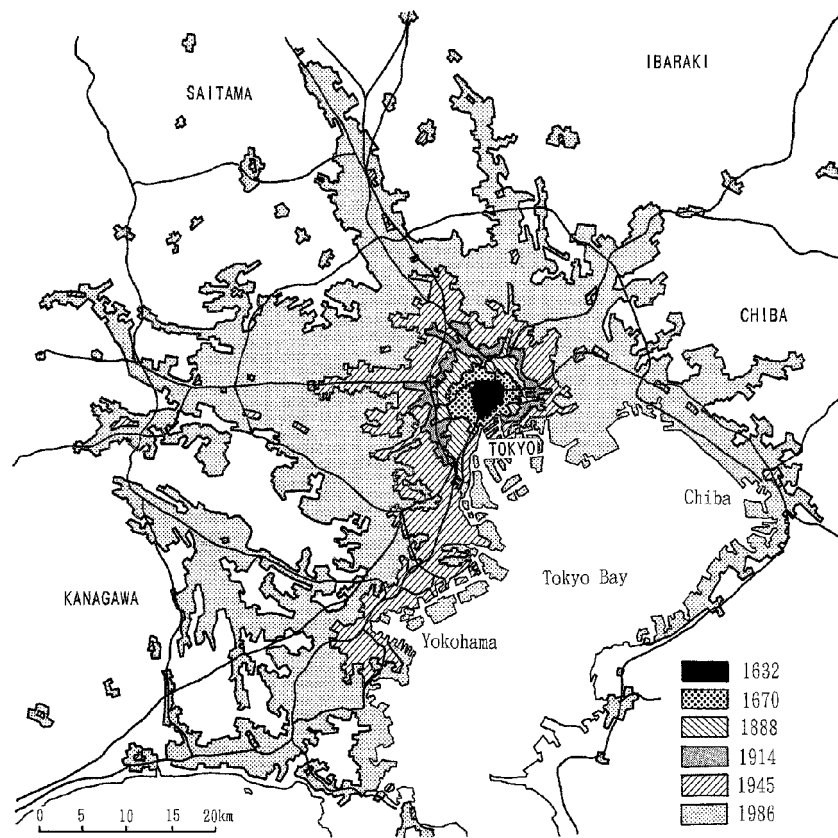 SAITAMA
IBARAKI
CHIBA
TOKYO
Chiba
Tokyo Bay
KANAGAWA
Yokohama
1632
1670
1888
1914
1945
1986
0 5 10 15 20km